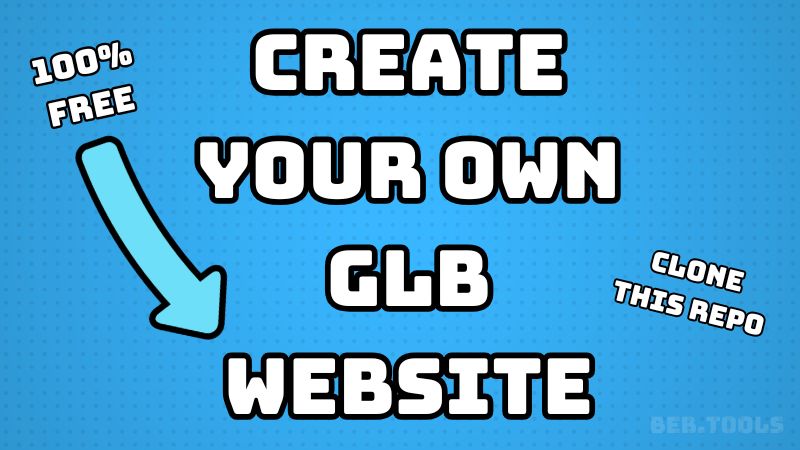 100%
FREE
CREATE
YOUR OWN
GLB
WEBSITE
CLONE
THIS REPO
BEB.TOOLS